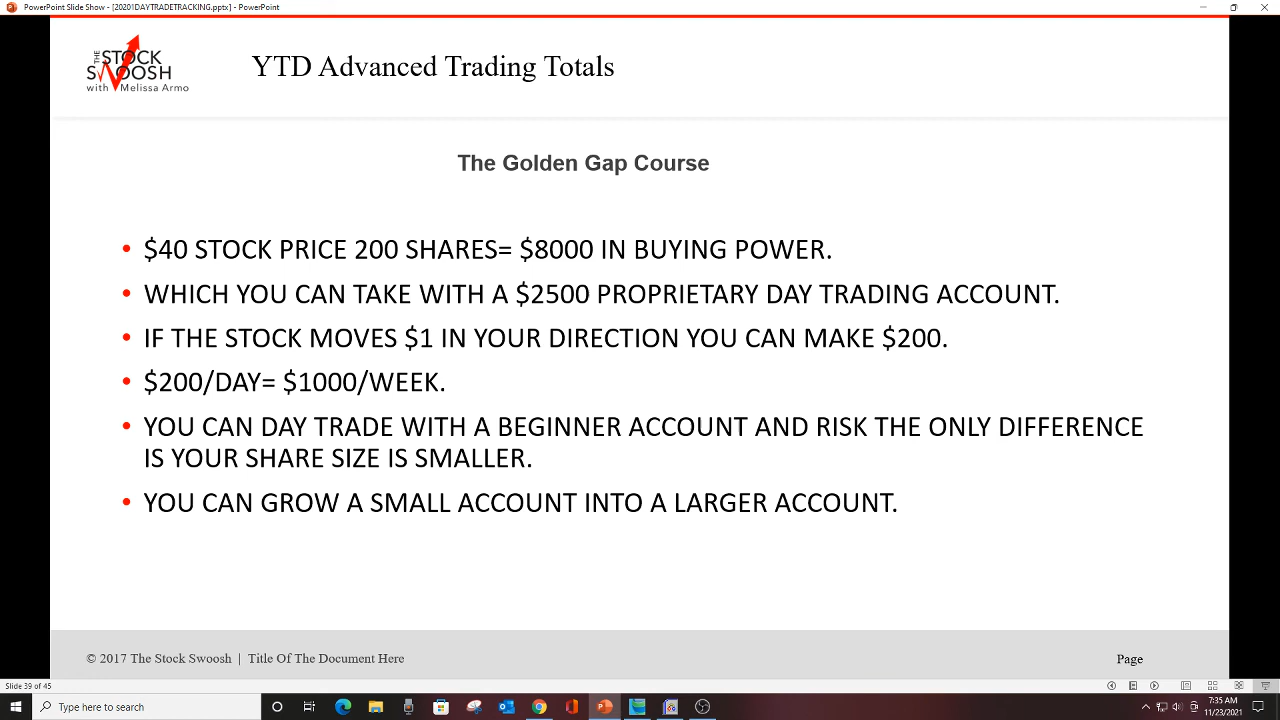 PowerPoint Slide Show - [20201DAYTRADETRACKING.pptx] - PowerPoint
THE STOCK
SWOOSH
with Melissa Armo
YTD Advanced Trading Totals
The Golden Gap Course
• $40 STOCK PRICE 200 SHARES= $8000 IN BUYING POWER.
• WHICH YOU CAN TAKE WITH A $2500 PROPRIETARY DAY TRADING ACCOUNT.
• IF THE STOCK MOVES $1 IN YOUR DIRECTION YOU CAN MAKE $200.
• $200/DAY= $1000/WEEK.
• YOU CAN DAY TRADE WITH A BEGINNER ACCOUNT AND RISK THE ONLY DIFFERENCE
IS YOUR SHARE SIZE IS SMALLER.
• YOU CAN GROW A SMALL ACCOUNT INTO A LARGER ACCOUNT.
© 2017 The Stock Swoosh | Title Of The Document Here
Page
Slide 39 of 45
Type here to search
7:35 AM
11/23/2021